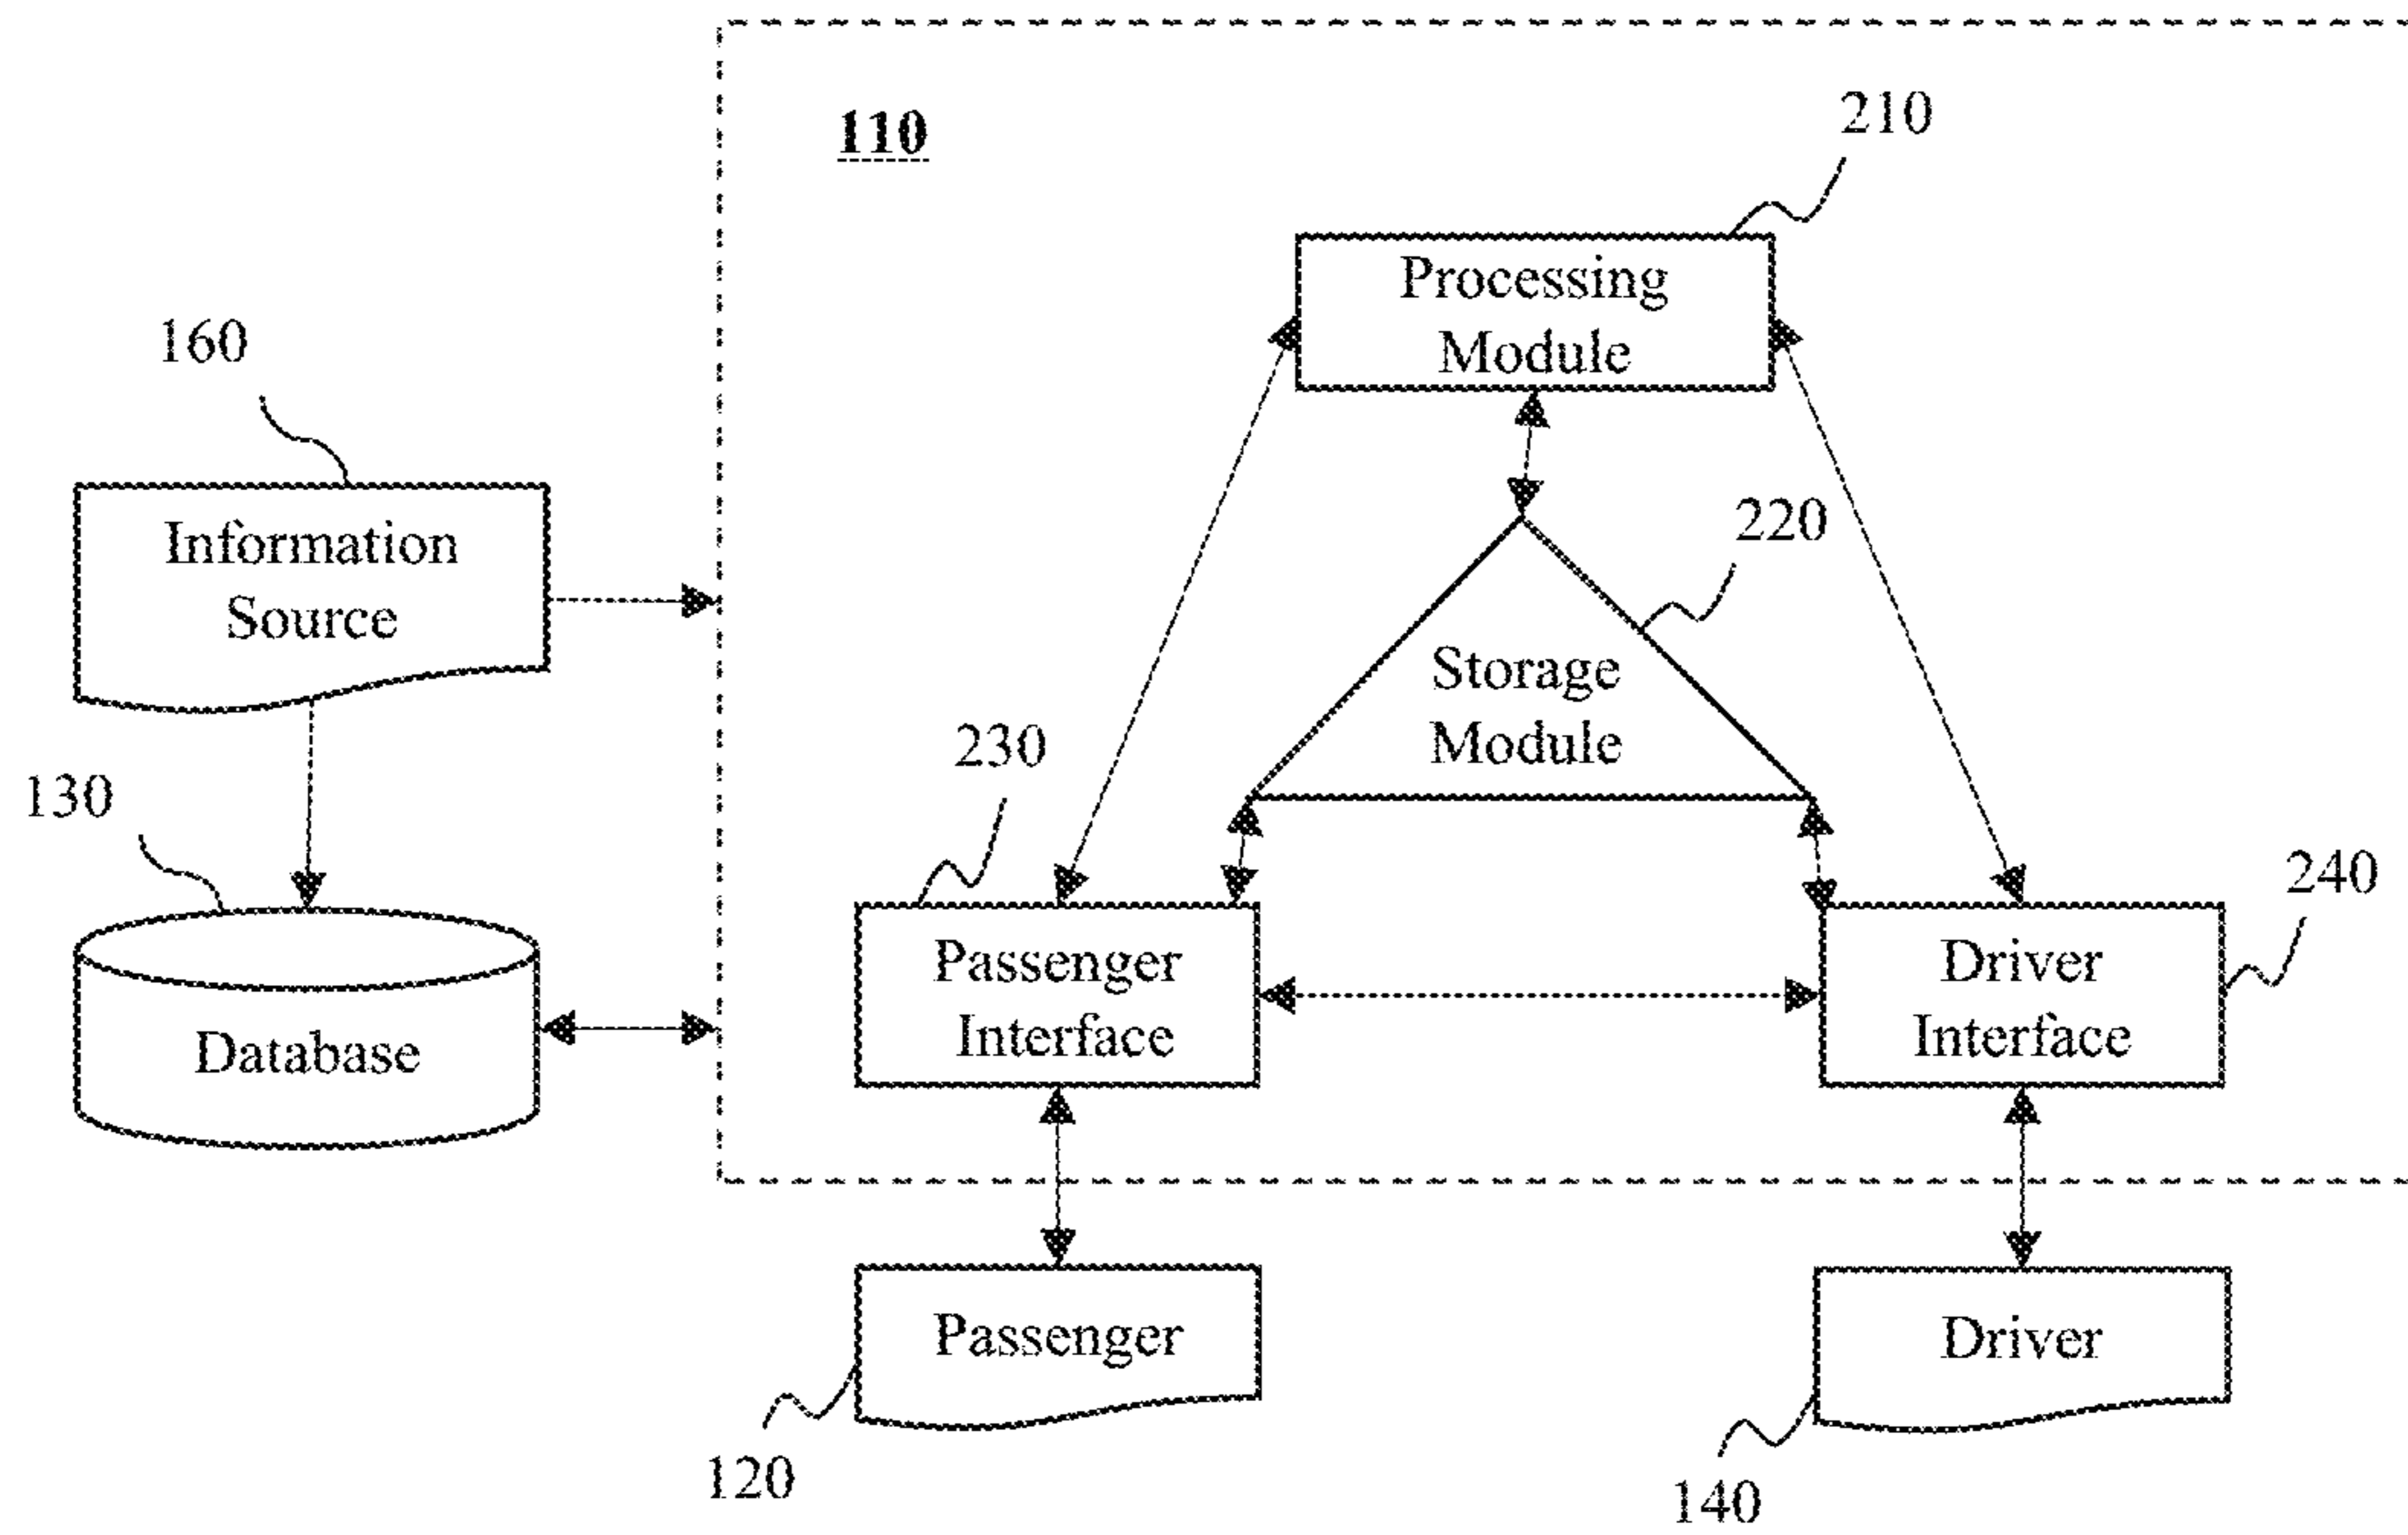 110
210
Processing
Module
160
Information
Source
220
Storage
Module
230
130
240
Passenger
Interface
Driver
Interface
Database
Passenger
Driver
120
140